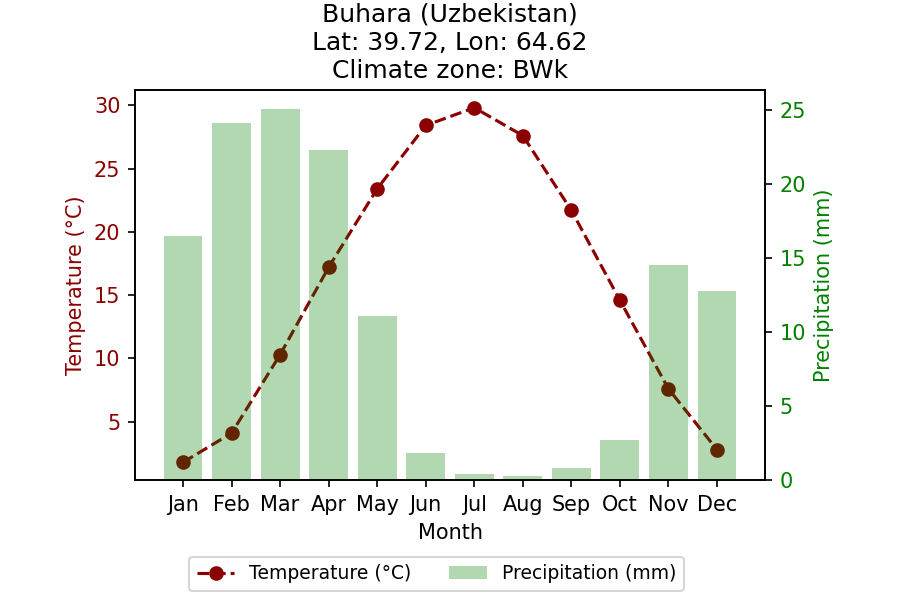 Buhara (Uzbekistan)
Lat: 39.72, Lon: 64.62
Climate zone: BWk
Temperature (°C)
30
25
20
15
10
5
Precipitation (mm)
25
20
15
10
5
0
Jan Feb Mar Apr May Jun Jul Aug Sep Oct Nov Dec
Month
Temperature (°C) Precipitation (mm)